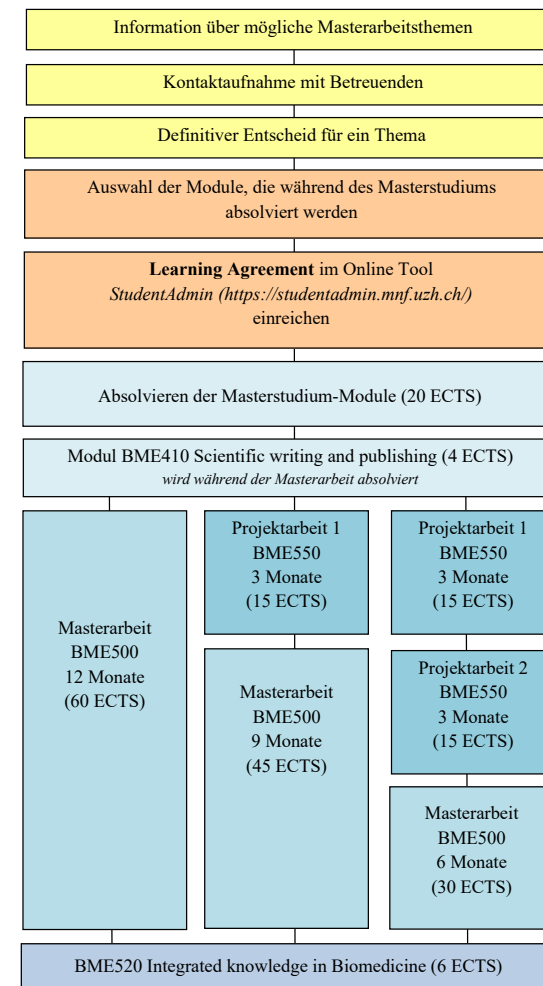 Information über mögliche Masterarbeitsthemen
Kontaktaufnahme mit Betreuenden
Definitiver Entscheid für ein Thema
Auswahl der Module, die während des Masterstudiums
absolviert werden
Learning Agreement im Online Tool
StudentAdmin (https://studentadmin.mnf.uzh.ch/)
einreichen
Absolvieren der Masterstudium-Module (20 ECTS)
Modul BME410 Scientific writing and publishing (4 ECTS)
wird während der Masterarbeit absolviert
Masterarbeit
BME500
12 Monate
(60 ECTS)
Projektarbeit 1
BME550
3 Monate
(15 ECTS)
Masterarbeit
BME500
9 Monate
(45 ECTS)
Projektarbeit 1
BME550
3 Monate
(15 ECTS)
Projektarbeit 2
BME550
3 Monate
(15 ECTS)
Masterarbeit
BME500
6 Monate
(30 ECTS)
BME520 Integrated knowledge in Biomedicine (6 ECTS)